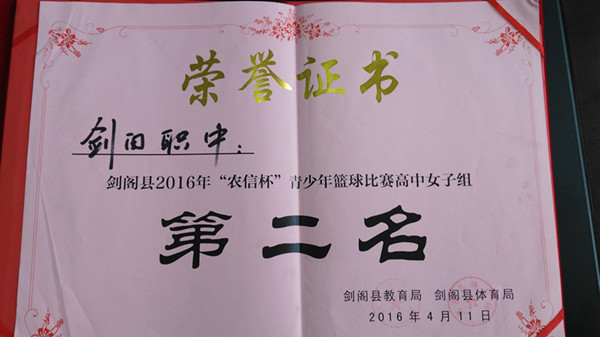 荣誉证书
剑阁职中：
剑阁县2016年“农信杯”青少年篮球比赛高中女子组
第二名
剑阁县教育局 剑阁县体育局
2016年4月11日